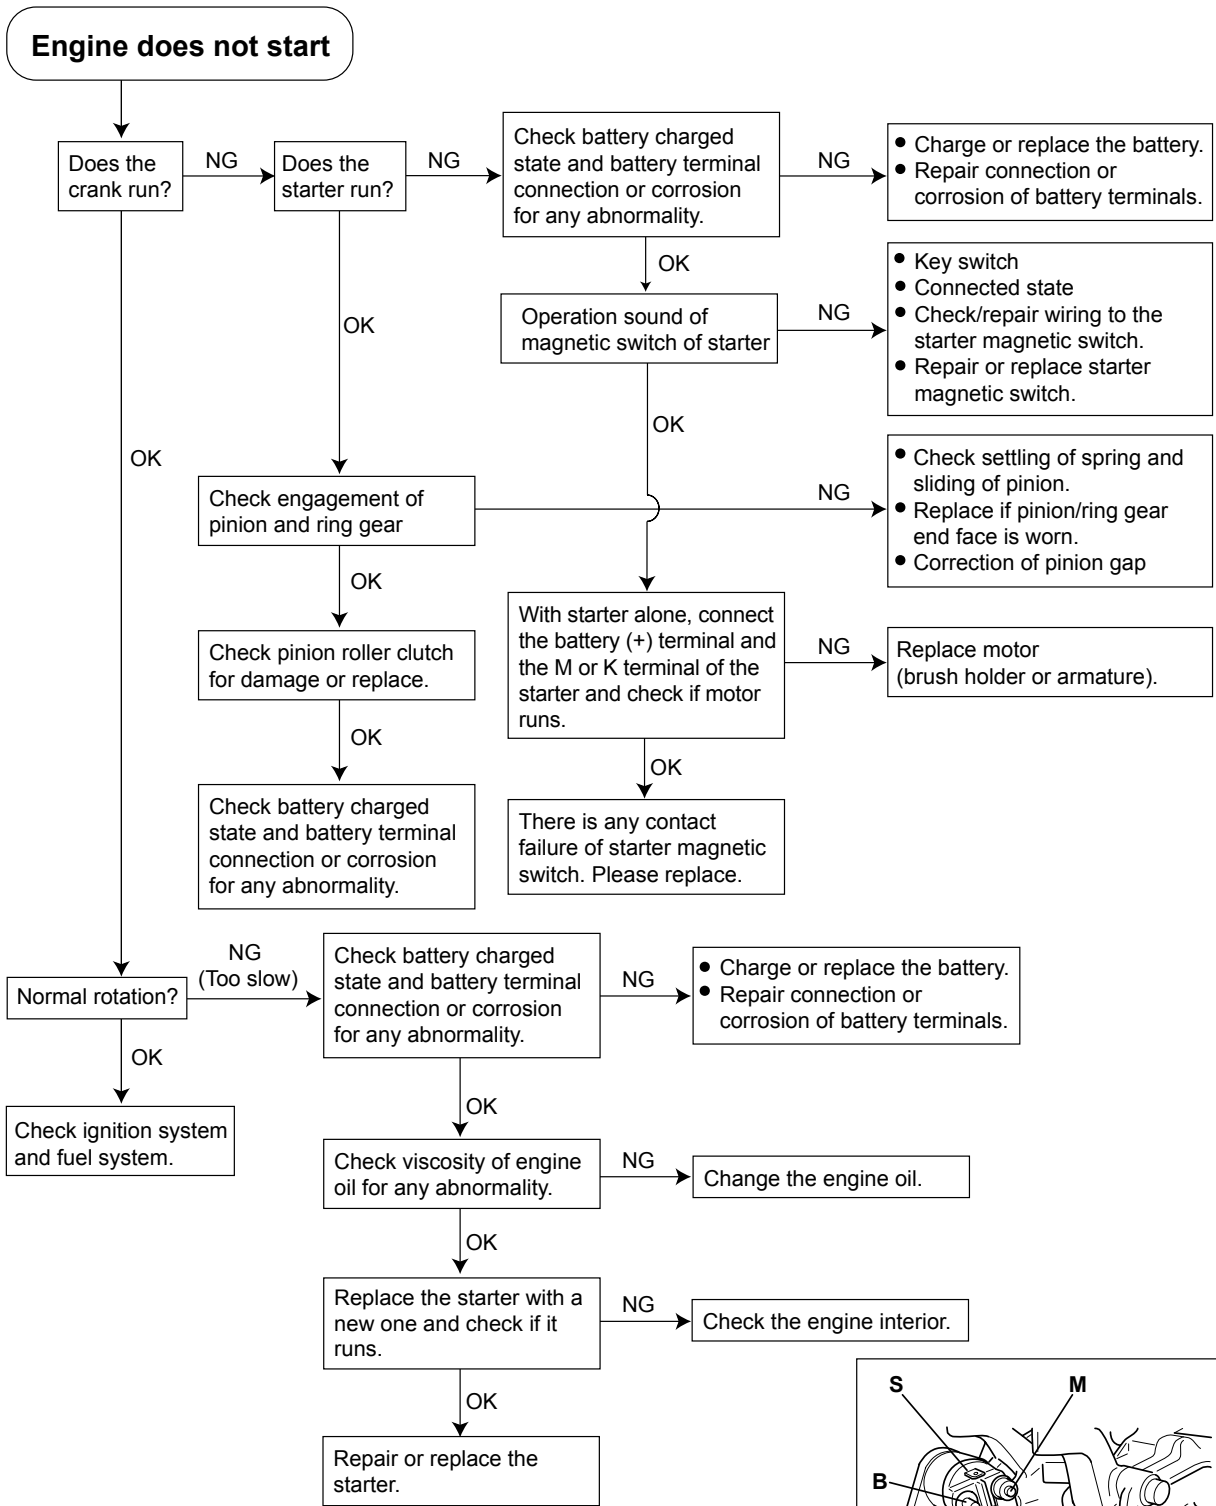 Engine does not start
Does the
crank run?
NG
Does the
starter run?
NG
Check battery charged
state and battery terminal
connection or corrosion
for any abnormality.
NG
● Charge or replace the battery.
● Repair connection or
corrosion of battery terminals.
OK
Operation sound of
magnetic switch of starter
NG
● Key switch
● Connected state
● Check/repair wiring to the
starter magnetic switch.
● Repair or replace starter
magnetic switch.
OK
OK
OK
Check engagement of
pinion and ring gear
NG
● Check settling of spring and
sliding of pinion.
● Replace if pinion/ring gear
end face is worn.
● Correction of pinion gap
OK
Check pinion roller clutch
for damage or replace.
OK
Check battery charged
state and battery terminal
connection or corrosion
for any abnormality.
With starter alone, connect
the battery (+) terminal and
the M or K terminal of the
starter and check if motor
runs.
NG
Replace motor
(brush holder or armature).
OK
There is any contact
failure of starter magnetic
switch. Please replace.
Normal rotation?
NG
(Too slow)
Check battery charged
state and battery terminal
connection or corrosion
for any abnormality.
NG
● Charge or replace the battery.
● Repair connection or
corrosion of battery terminals.
OK
Check ignition system
and fuel system.
OK
Check viscosity of engine
oil for any abnormality.
NG
Change the engine oil.
OK
Replace the starter with a
new one and check if it
runs.
NG
Check the engine interior.
OK
Repair or replace the
starter.
S
M
B